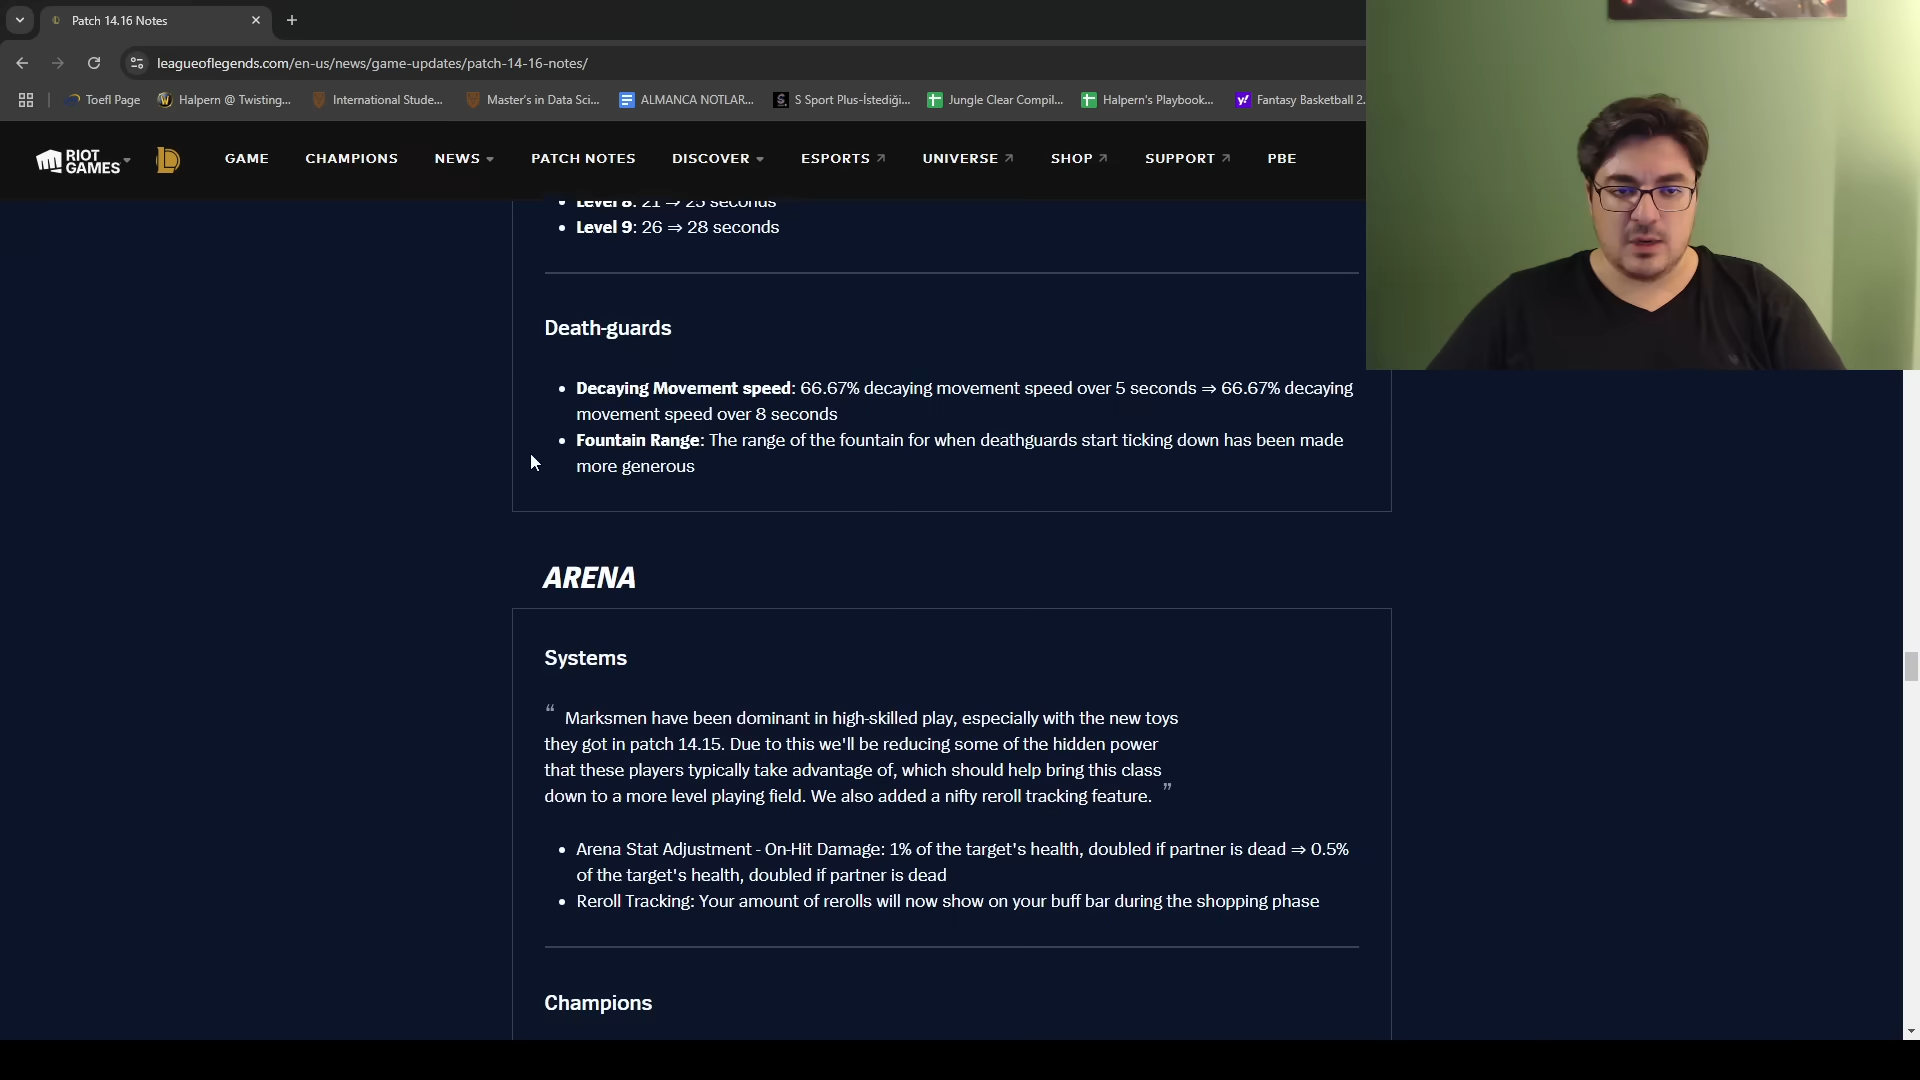 Patch 14.16 Notes
leagueoflegends.com/en-us/news/game-updates/patch-14-16-notes/
Toefl Page
Halpern @ Twisting...
International Stude...
Master's in Data Sci...
ALMANCA NOTLAR...
S Sport Plus-İstediği...
Jungle Clear Compil...
Halpern's Playbook...
Fantasy Basketball 2.
RIOT GAMES
GAME
CHAMPIONS
NEWS
PATCH NOTES
DISCOVER
ESPORTS
UNIVERSE
SHOP
SUPPORT
PBE
Level 8: 21 ⇒ 25 seconds
Level 9: 26 ⇒ 28 seconds
Death-guards
• Decaying Movement speed: 66.67% decaying movement speed over 5 seconds ⇒ 66.67% decaying
movement speed over 8 seconds
• Fountain Range: The range of the fountain for when deathguards start ticking down has been made
more generous
ARENA
Systems
“ Marksmen have been dominant in high-skilled play, especially with the new toys
they got in patch 14.15. Due to this we'll be reducing some of the hidden power
that these players typically take advantage of, which should help bring this class
down to a more level playing field. We also added a nifty reroll tracking feature. ”
• Arena Stat Adjustment - On-Hit Damage: 1% of the target's health, doubled if partner is dead ⇒ 0.5%
of the target's health, doubled if partner is dead
• Reroll Tracking: Your amount of rerolls will now show on your buff bar during the shopping phase
Champions